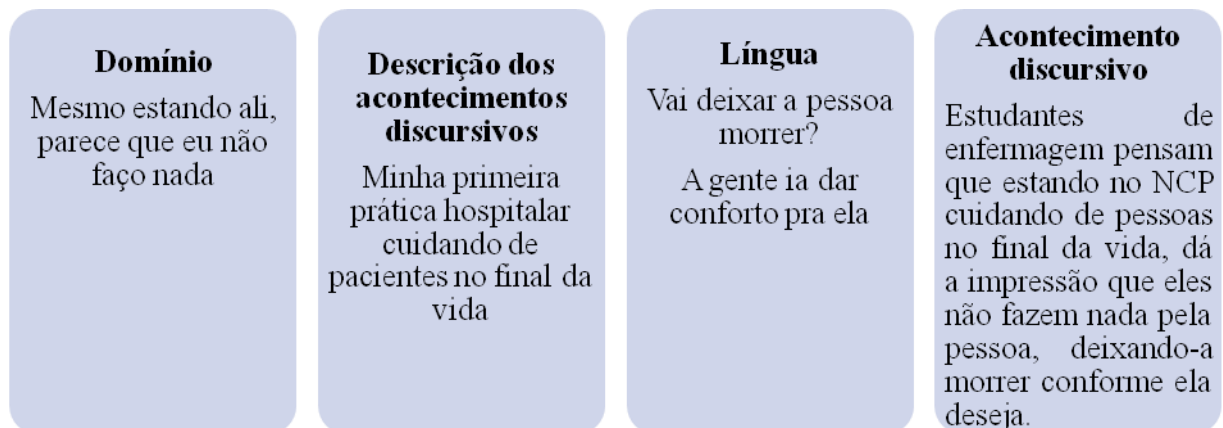 Domínio
Mesmo estando ali,
parece que eu não
faço nada
Descrição dos
acontecimentos
discursivos
Minha primeira
prática hospitalar
cuidando de
pacientes no final da
vida
Língua
Vai deixar a pessoa
morrer?
A gente ia dar
conforto pra ela
Acontecimento
discursivo
Estudantes de
enfermagem pensam
que estando no NCP
cuidando de pessoas
no final da vida, dá
a impressão que eles
não fazem nada pela
pessoa, deixando-a
morrer conforme ela
deseja.